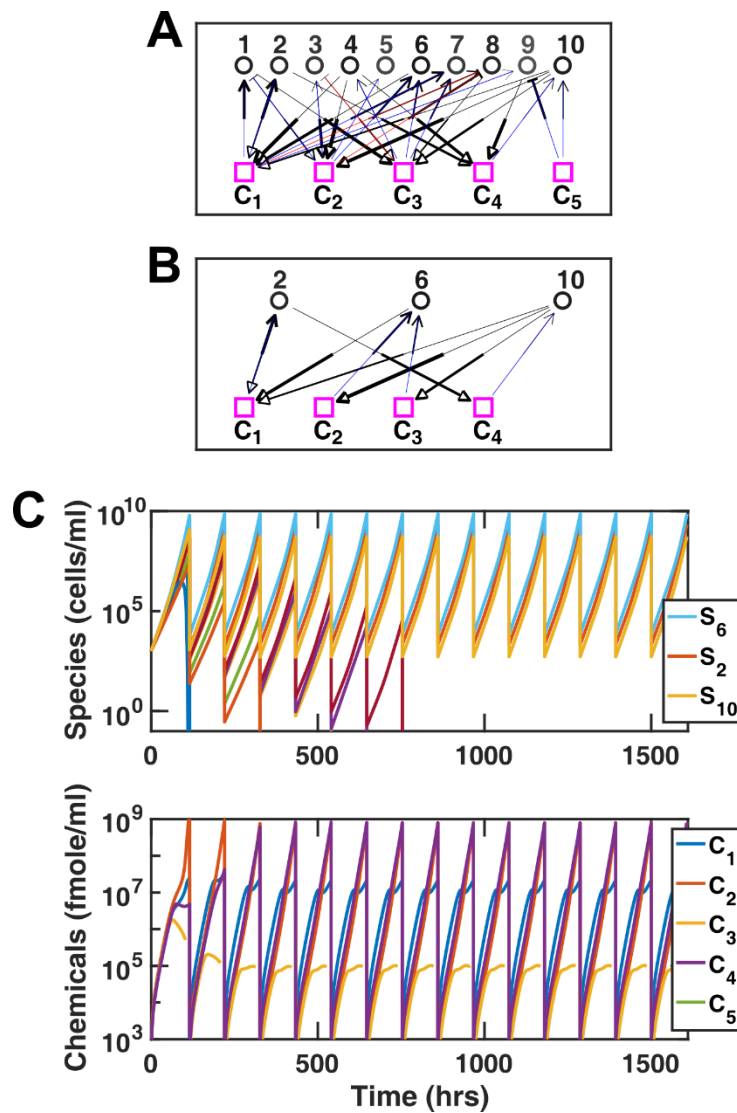 A
1 2 3 4 5 6 7 8 9 10
C1 C2 C3 C4 C5
B
2 6 10
C1 C2 C3 C4
C
Species (cells/ml)
10^10
10^5
10^0
S6
S2
S10
0 500 1000 1500
Chemicals (fmole/ml)
10^9
10^7
10^5
10^3
C1
C2
C3
C4
C5
0 500 1000 1500
Time (hrs)